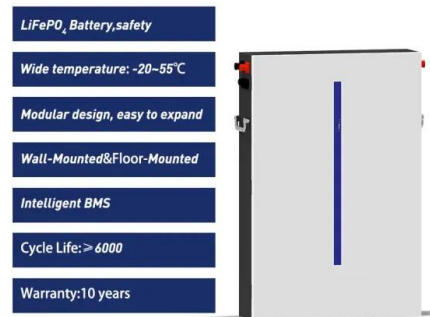 LiFePO₄ Battery,safety
Wide temperature: -20~55℃
Modular design, easy to expand
Wall-Mounted&Floor-Mounted
Intelligent BMS
Cycle Life:≥6000
Warranty:10 years